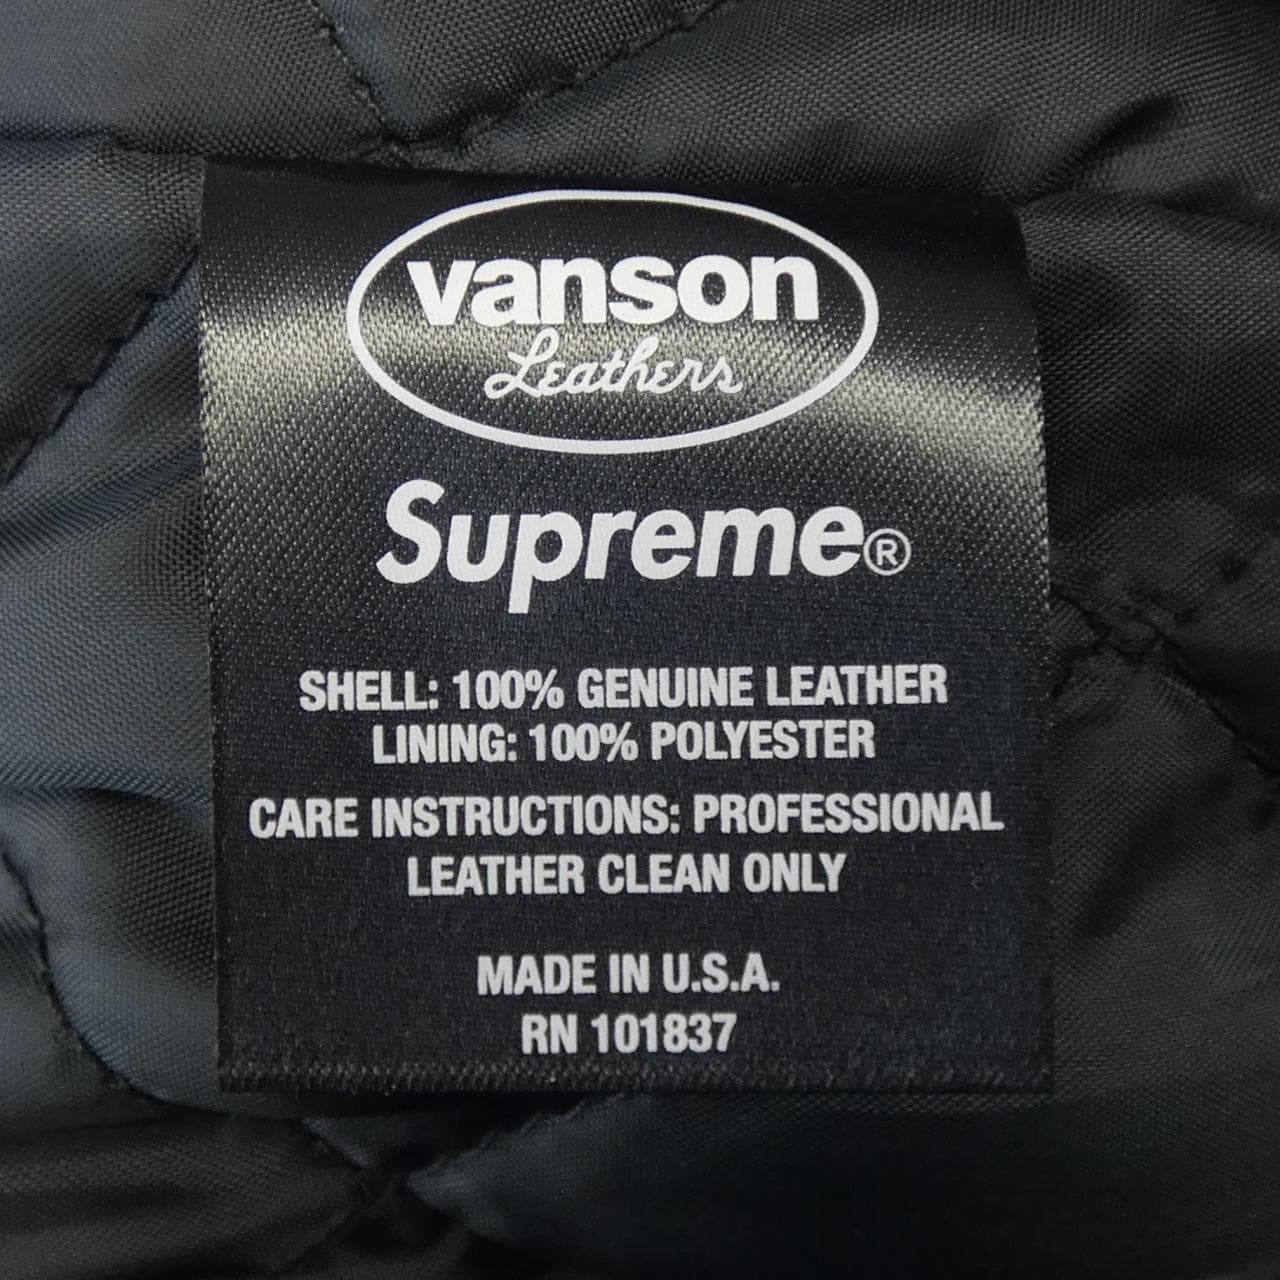 vanson
Leathers
Supreme®
SHELL: 100% GENUINE LEATHER
LINING: 100% POLYESTER
CARE INSTRUCTIONS: PROFESSIONAL
LEATHER CLEAN ONLY
MADE IN U.S.A.
RN 101837